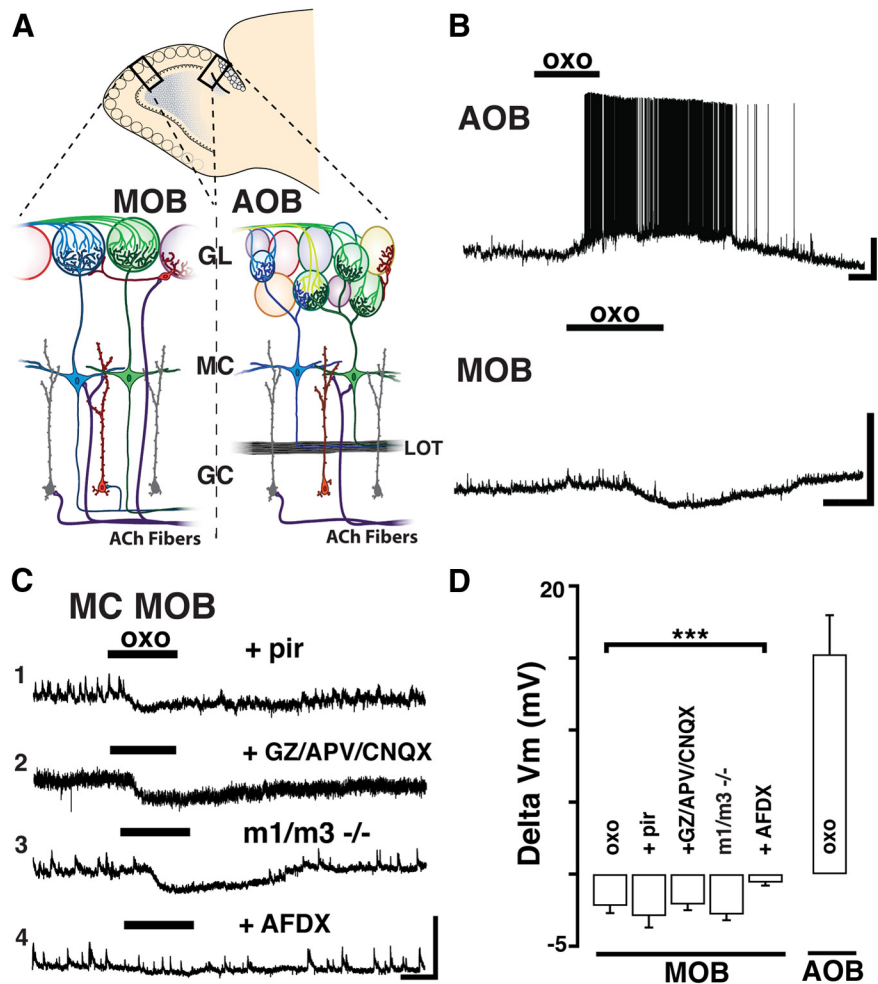 A
MOB
AOB
GL
MC
LOT
GC
ACh Fibers
ACh Fibers
B
oxo
AOB
oxo
MOB
C
MC MOB
oxo
+ pir
1
+ GZ/APV/CNQX
2
m1/m3 -/-
3
+ AFDX
4
D
20
Delta Vm (mV)
-5
***
oxo
+ pir
+GZ/APV/CNQX
m1/m3 -/-
+ AFDX
oxo
MOB
AOB